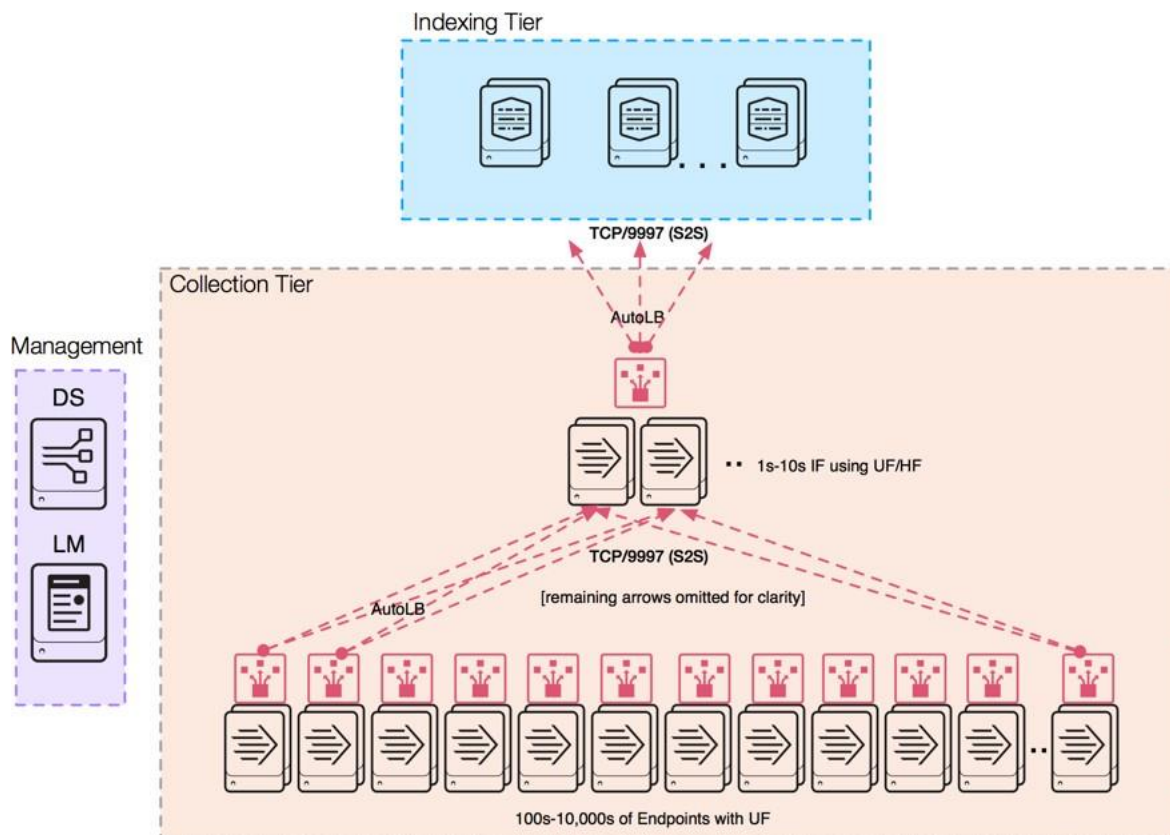 Indexing Tier
TCP/9997 (S2S)
Collection Tier
AutoLB
Management
DS
1s-10s IF using UF/HF
LM
TCP/9997 (S2S)
[remaining arrows omitted for clarity]
AutoLB
100s-10,000s of Endpoints with UF